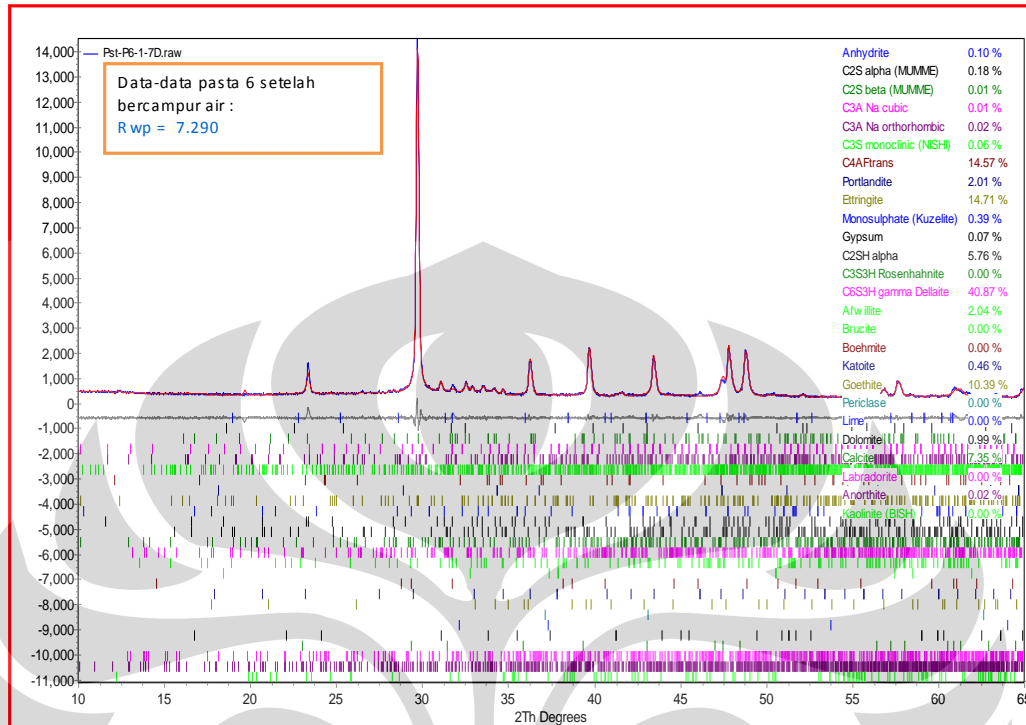 Pst-P6-1-7D.raw
Data-data pasta 6 setelah
bercampur air :
Rwp = 7.290
14,000
13,000
12,000
11,000
10,000
9,000
8,000
7,000
6,000
5,000
4,000
3,000
2,000
1,000
0
-1,000
-2,000
-3,000
-4,000
-5,000
-6,000
-7,000
-8,000
-9,000
-10,000
-11,000
Anhydrite 0.10 %
C2S alpha (MUMME) 0.18 %
C2S beta (MUMME) 0.01 %
C3A Na cubic 0.01 %
C3A Na orthorhombic 0.02 %
C3S monoclinic (NISHI) 0.06 %
C4AFtrans 14.57 %
Portlandite 2.01 %
Ettringite 14.71 %
Monosulphate (Kuzelite) 0.39 %
Gypsum 0.07 %
C2SH alpha 5.76 %
C3S3H Rosenhahnite 0.00 %
C6S3H gamma Dellaite 40.87 %
Afwillite 2.04 %
Brucite 0.00 %
Boehmite 0.00 %
Katoite 0.46 %
Goethite 10.39 %
Periclase 0.00 %
Lime 0.00 %
Dolomite 0.99 %
Calcite 7.35 %
Labradorite 0.00 %
Anorthite 0.02 %
Kaolinite (BISH) 0.00 %
10 15 20 25 30 35 40 45 50 55 60 65
2Th Degrees